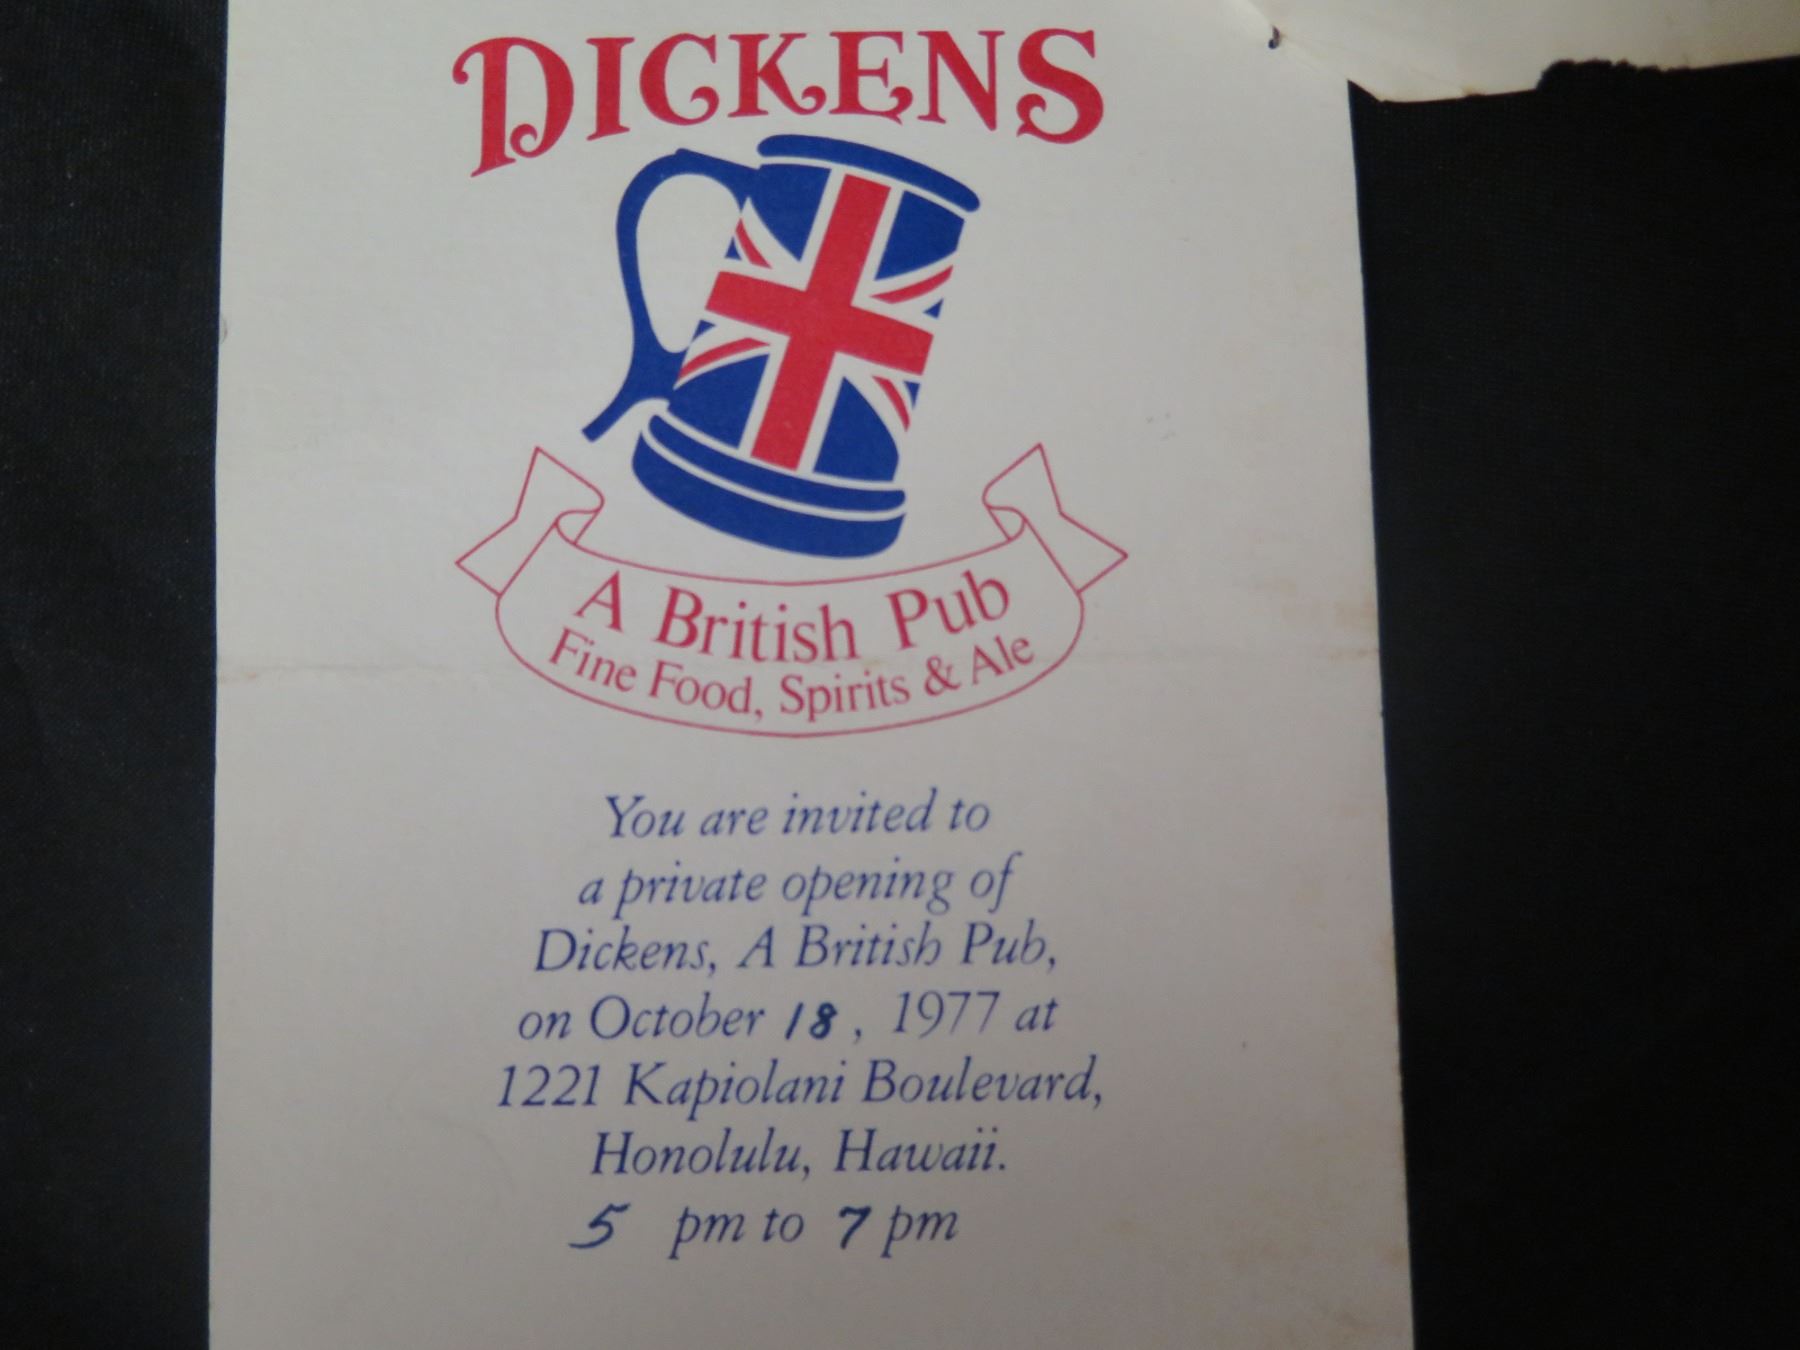 DICKENS
A British Pub
Fine Food, Spirits & Ale
You are invited to
a private opening of
Dickens, A British Pub,
on October 18, 1977 at
1221 Kapiolani Boulevard,
Honolulu, Hawaii.
5 pm to 7 pm